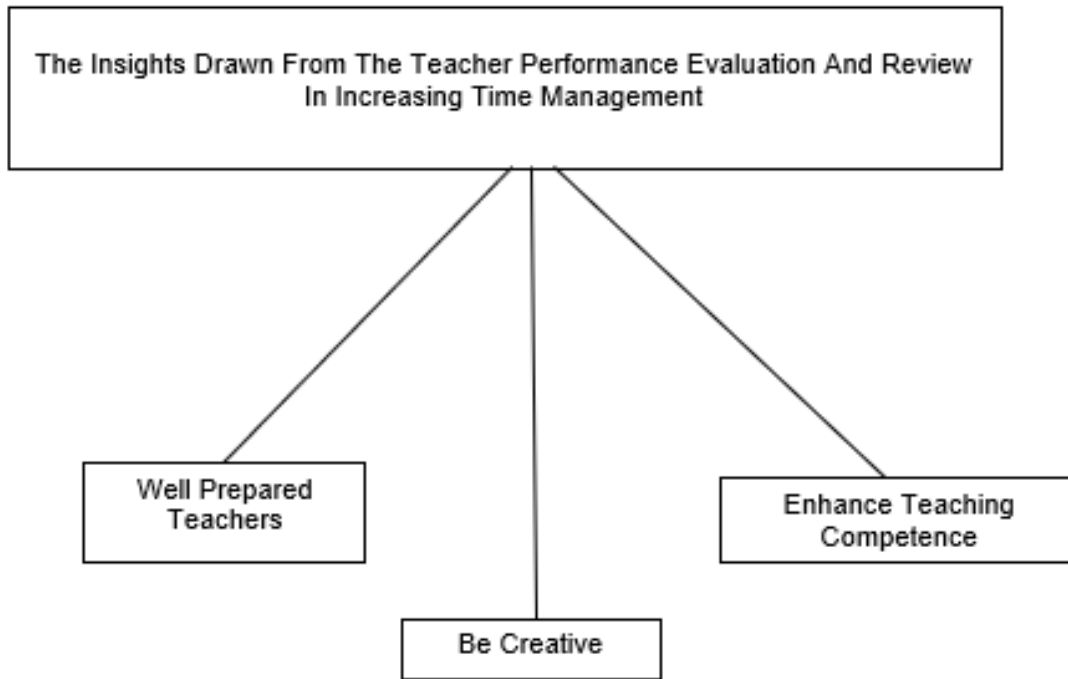 The Insights Drawn From The Teacher Performance Evaluation And Review
In Increasing Time Management
Well Prepared
Teachers
Enhance Teaching
Competence
Be Creative